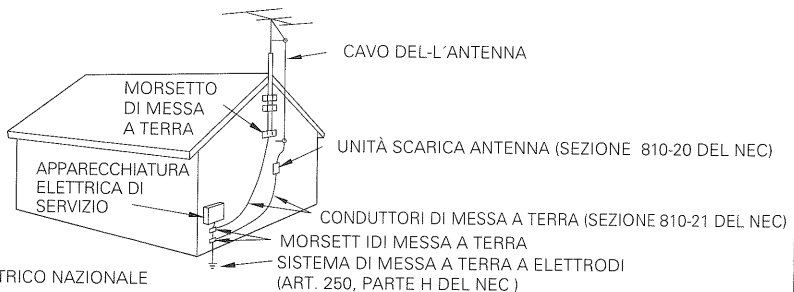 CAVO DEL-L´ANTENNA
MORSETTO
DI MESSA
A TERRA
UNITÀ SCARICA ANTENNA (SEZIONE 810-20 DEL NEC)
APPARECCHIATURA
ELETTRICA DI
SERVIZIO
CONDUTTORI DI MESSA A TERRA (SEZIONE 810-21 DEL NEC)
MORSETT IDI MESSA A TERRA
SISTEMA DI MESSA A TERRA A ELETTRODI
(ART. 250, PARTE H DEL NEC )
TRICO NAZIONALE